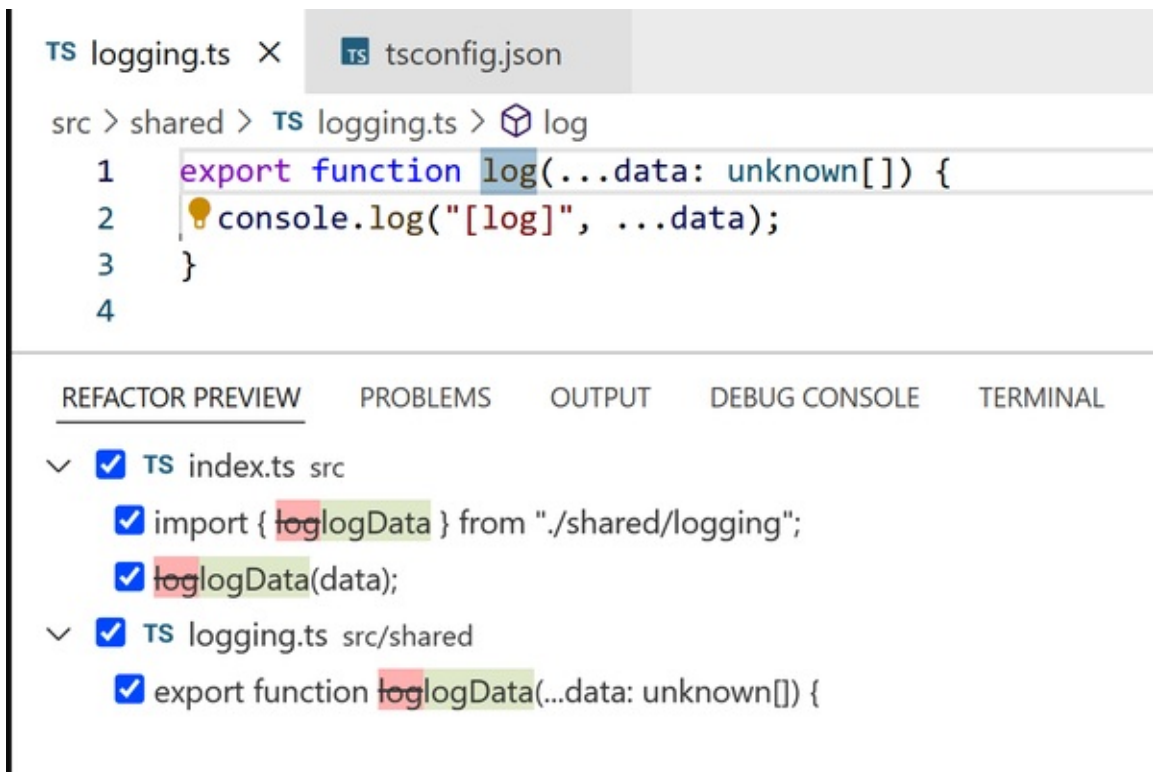 TS logging.ts × TS tsconfig.json
src > shared > TS logging.ts > log
1 export function log(...data: unknown[]) {
2 console.log("[log]", ...data);
3 }
4
REFACTOR PREVIEW PROBLEMS OUTPUT DEBUG CONSOLE TERMINAL
TS index.ts src
import { loglogData } from "./shared/logging";
loglogData(data);
TS logging.ts src/shared
export function loglogData(...data: unknown[]) {